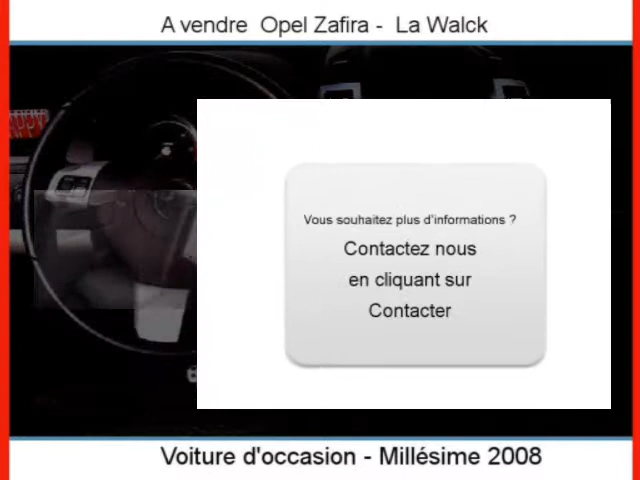 A vendre Opel Zafira - La Walck
Vous souhaitez plus d'informations ?
Contactez nous
en cliquant sur
Contacter
Voiture d'occasion - Millésime 2008